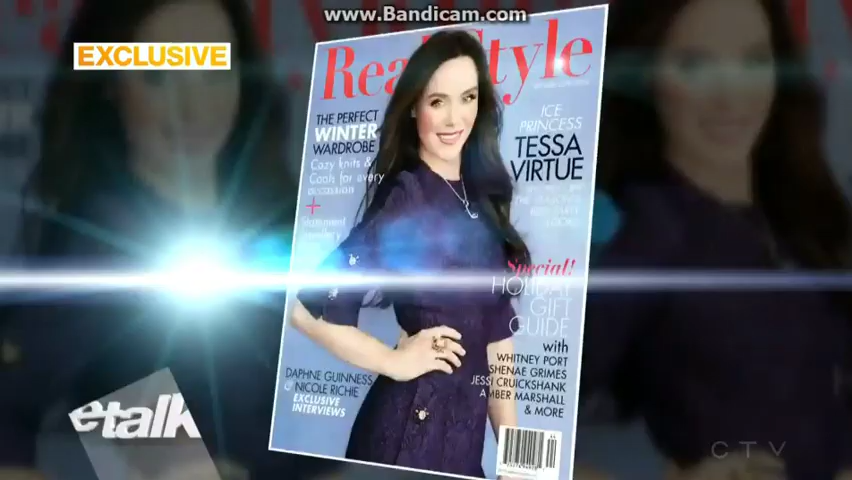 www.Bandicam.com
EXCLUSIVE
Real Style
THE PERFECT
WINTER
WARDROBE
Cozy knits &
Coats for every
occasion
+
Statement
Jewellery
ICE
PRINCESS
TESSA
VIRTUE
Special!
HOLIDAY
GIFT
GUIDE
with
WHITNEY PORT
SHENAE GRIMES
JESSI CRUICKSHANK
AMBER MARSHALL
& MORE
DAPHNE GUINNESS
& NICOLE RICHIE
EXCLUSIVE
INTERVIEWS
etalk
CTV